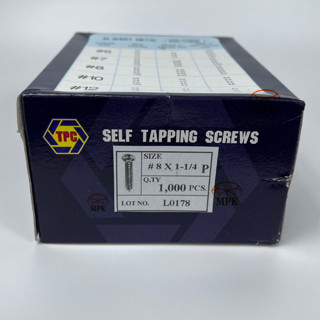 #6
#7
#8
#10
#12
TPC
SELF TAPPING SCREWS
SIZE
# 8 X 1-1/4 P
Q.TY
1,000 PCS.
LOT NO. L0178
MPK
MPK